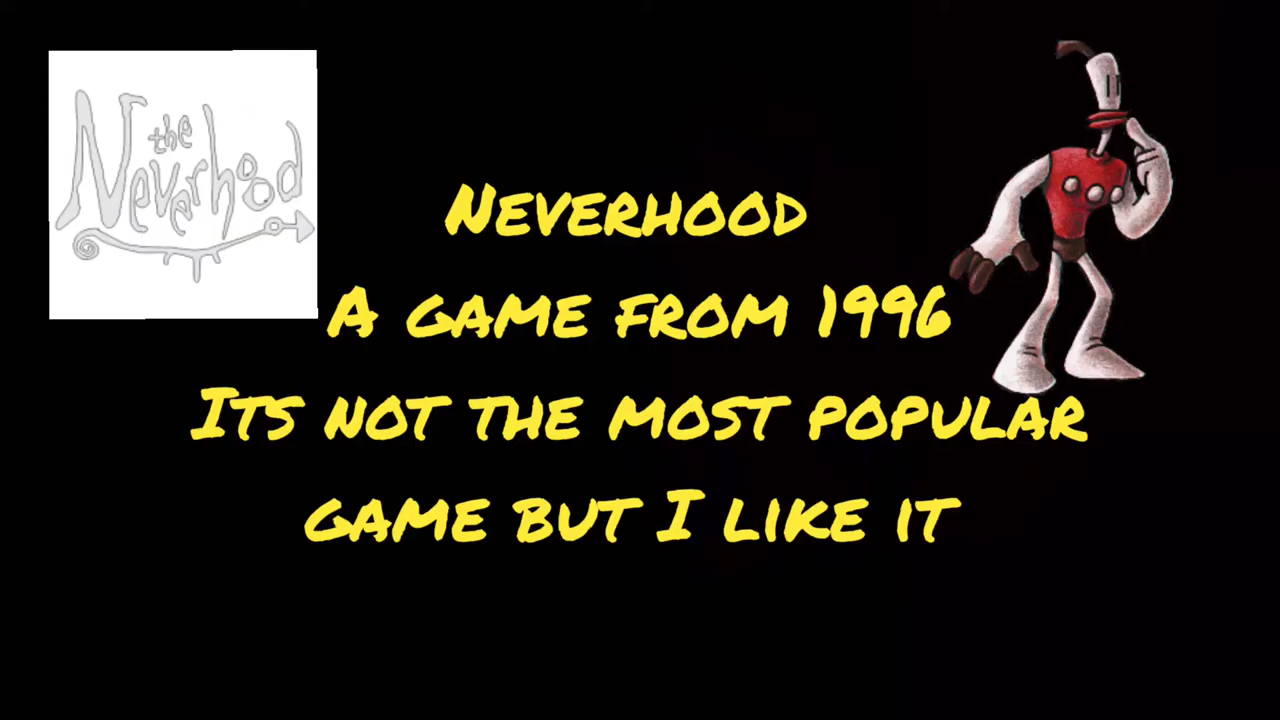 the
Neverhood
Neverhood
A game from 1996
Its not the most popular
game but I like it